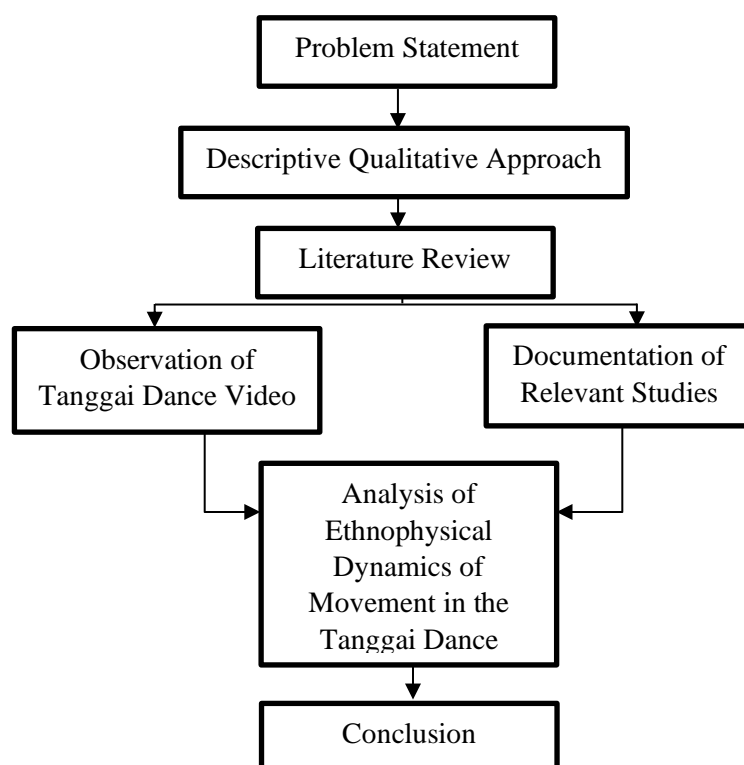 Problem Statement
Descriptive Qualitative Approach
Literature Review
Observation of
Tanggai Dance Video
Documentation of
Relevant Studies
Analysis of
Ethnophysical
Dynamics of
Movement in the
Tanggai Dance
Conclusion